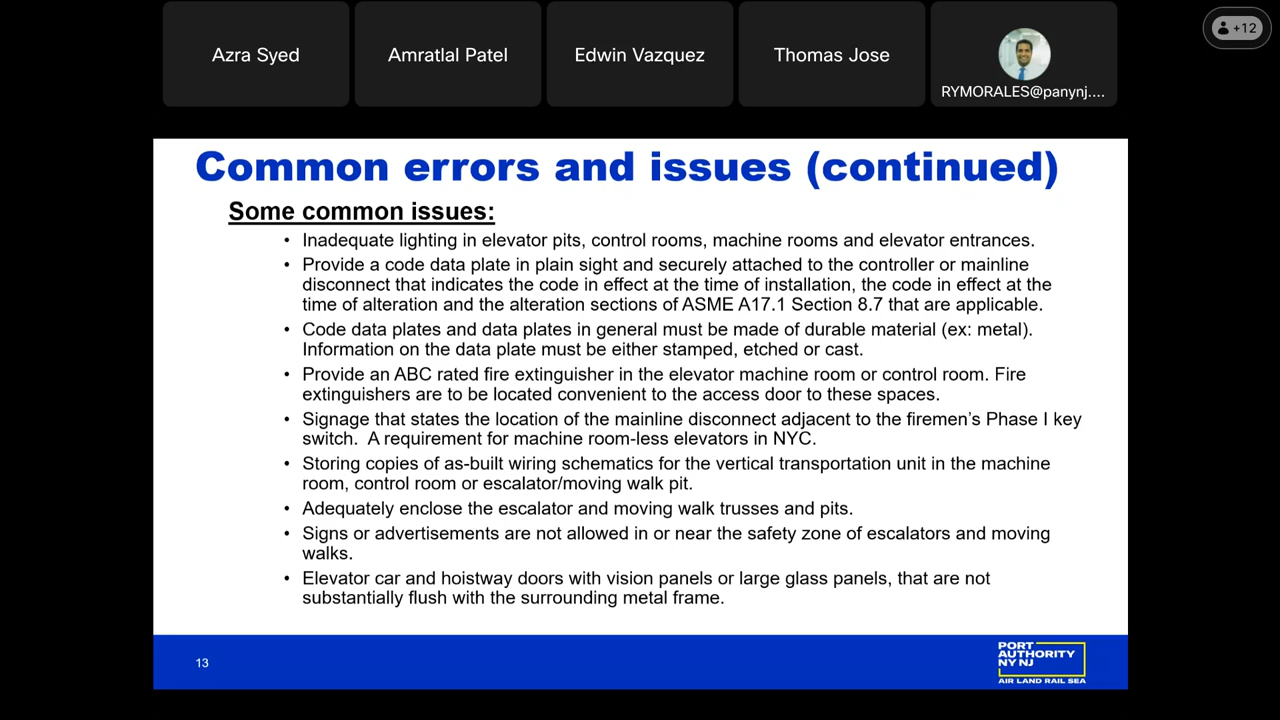 Azra Syed
Amratlal Patel
Edwin Vazquez
Thomas Jose
RYMORALES@panynj....
+12
Common errors and issues (continued)
Some common issues:
• Inadequate lighting in elevator pits, control rooms, machine rooms and elevator entrances.
• Provide a code data plate in plain sight and securely attached to the controller or mainline
disconnect that indicates the code in effect at the time of installation, the code in effect at the
time of alteration and the alteration sections of ASME A17.1 Section 8.7 that are applicable.
• Code data plates and data plates in general must be made of durable material (ex: metal).
Information on the data plate must be either stamped, etched or cast.
• Provide an ABC rated fire extinguisher in the elevator machine room or control room. Fire
extinguishers are to be located convenient to the access door to these spaces.
• Signage that states the location of the mainline disconnect adjacent to the firemen's Phase I key
switch. A requirement for machine room-less elevators in NYC.
• Storing copies of as-built wiring schematics for the vertical transportation unit in the machine
room, control room or escalator/moving walk pit.
• Adequately enclose the escalator and moving walk trusses and pits.
• Signs or advertisements are not allowed in or near the safety zone of escalators and moving
walks.
• Elevator car and hoistway doors with vision panels or large glass panels, that are not
substantially flush with the surrounding metal frame.
13
PORT
AUTHORITY
NY NJ
AIR LAND RAIL SEA